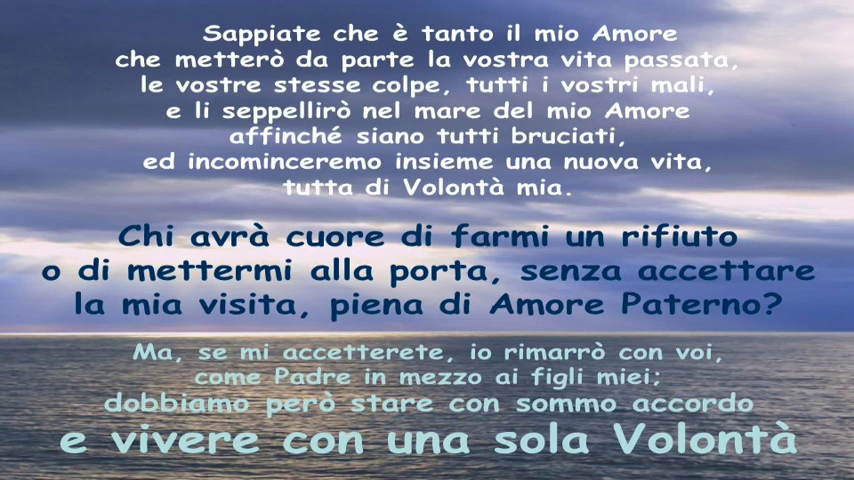 Sappiate che è tanto il mio Amore
che metterò da parte la vostra vita passata,
le vostre stesse colpe, tutti i vostri mali,
e li seppellirò nel mare del mio Amore
affinché siano tutti bruciati,
ed incominceremo insieme una nuova vita,
tutta di Volontà mia.
Chi avrà cuore di farmi un rifiuto
o di mettermi alla porta, senza accettare
la mia visita, piena di Amore Paterno?
Ma, se mi accetterete, io rimarrò con voi,
come Padre in mezzo ai figli miei;
dobbiamo però stare con sommo accordo
e vivere con una sola Volontà